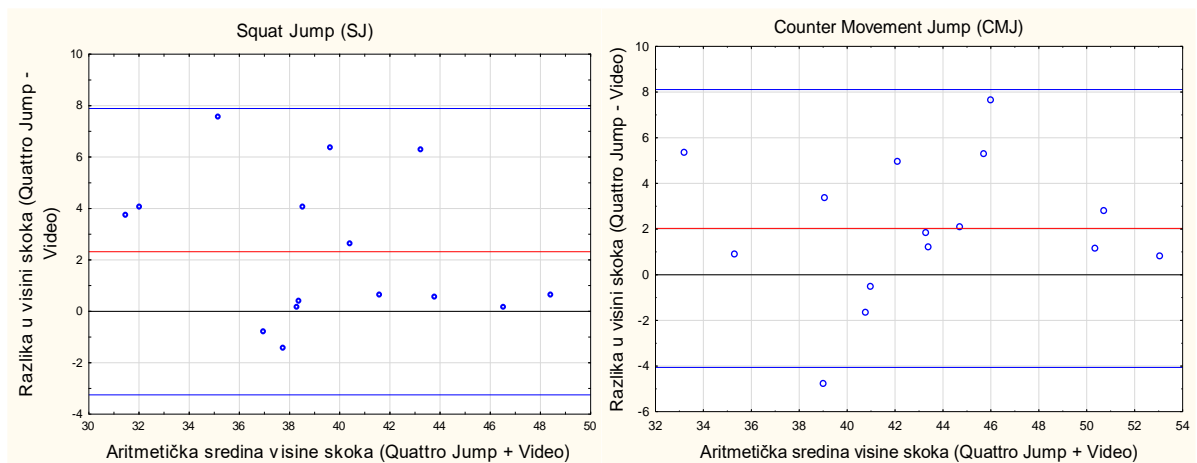 Squat Jump (SJ)
Razlika u visini skoka (Quattro Jump -
Video)
10
8
6
4
2
0
-2
-4
30 32 34 36 38 40 42 44 46 48 50
Aritmetička sredina visine skoka (Quattro Jump + Video)
Counter Movement Jump (CMJ)
Razlika u visini skoka (Quattro Jump - Video)
10
8
6
4
2
0
-2
-4
-6
32 34 36 38 40 42 44 46 48 50 52 54
Aritmetička sredina visine skoka (Quattro Jump + Video)